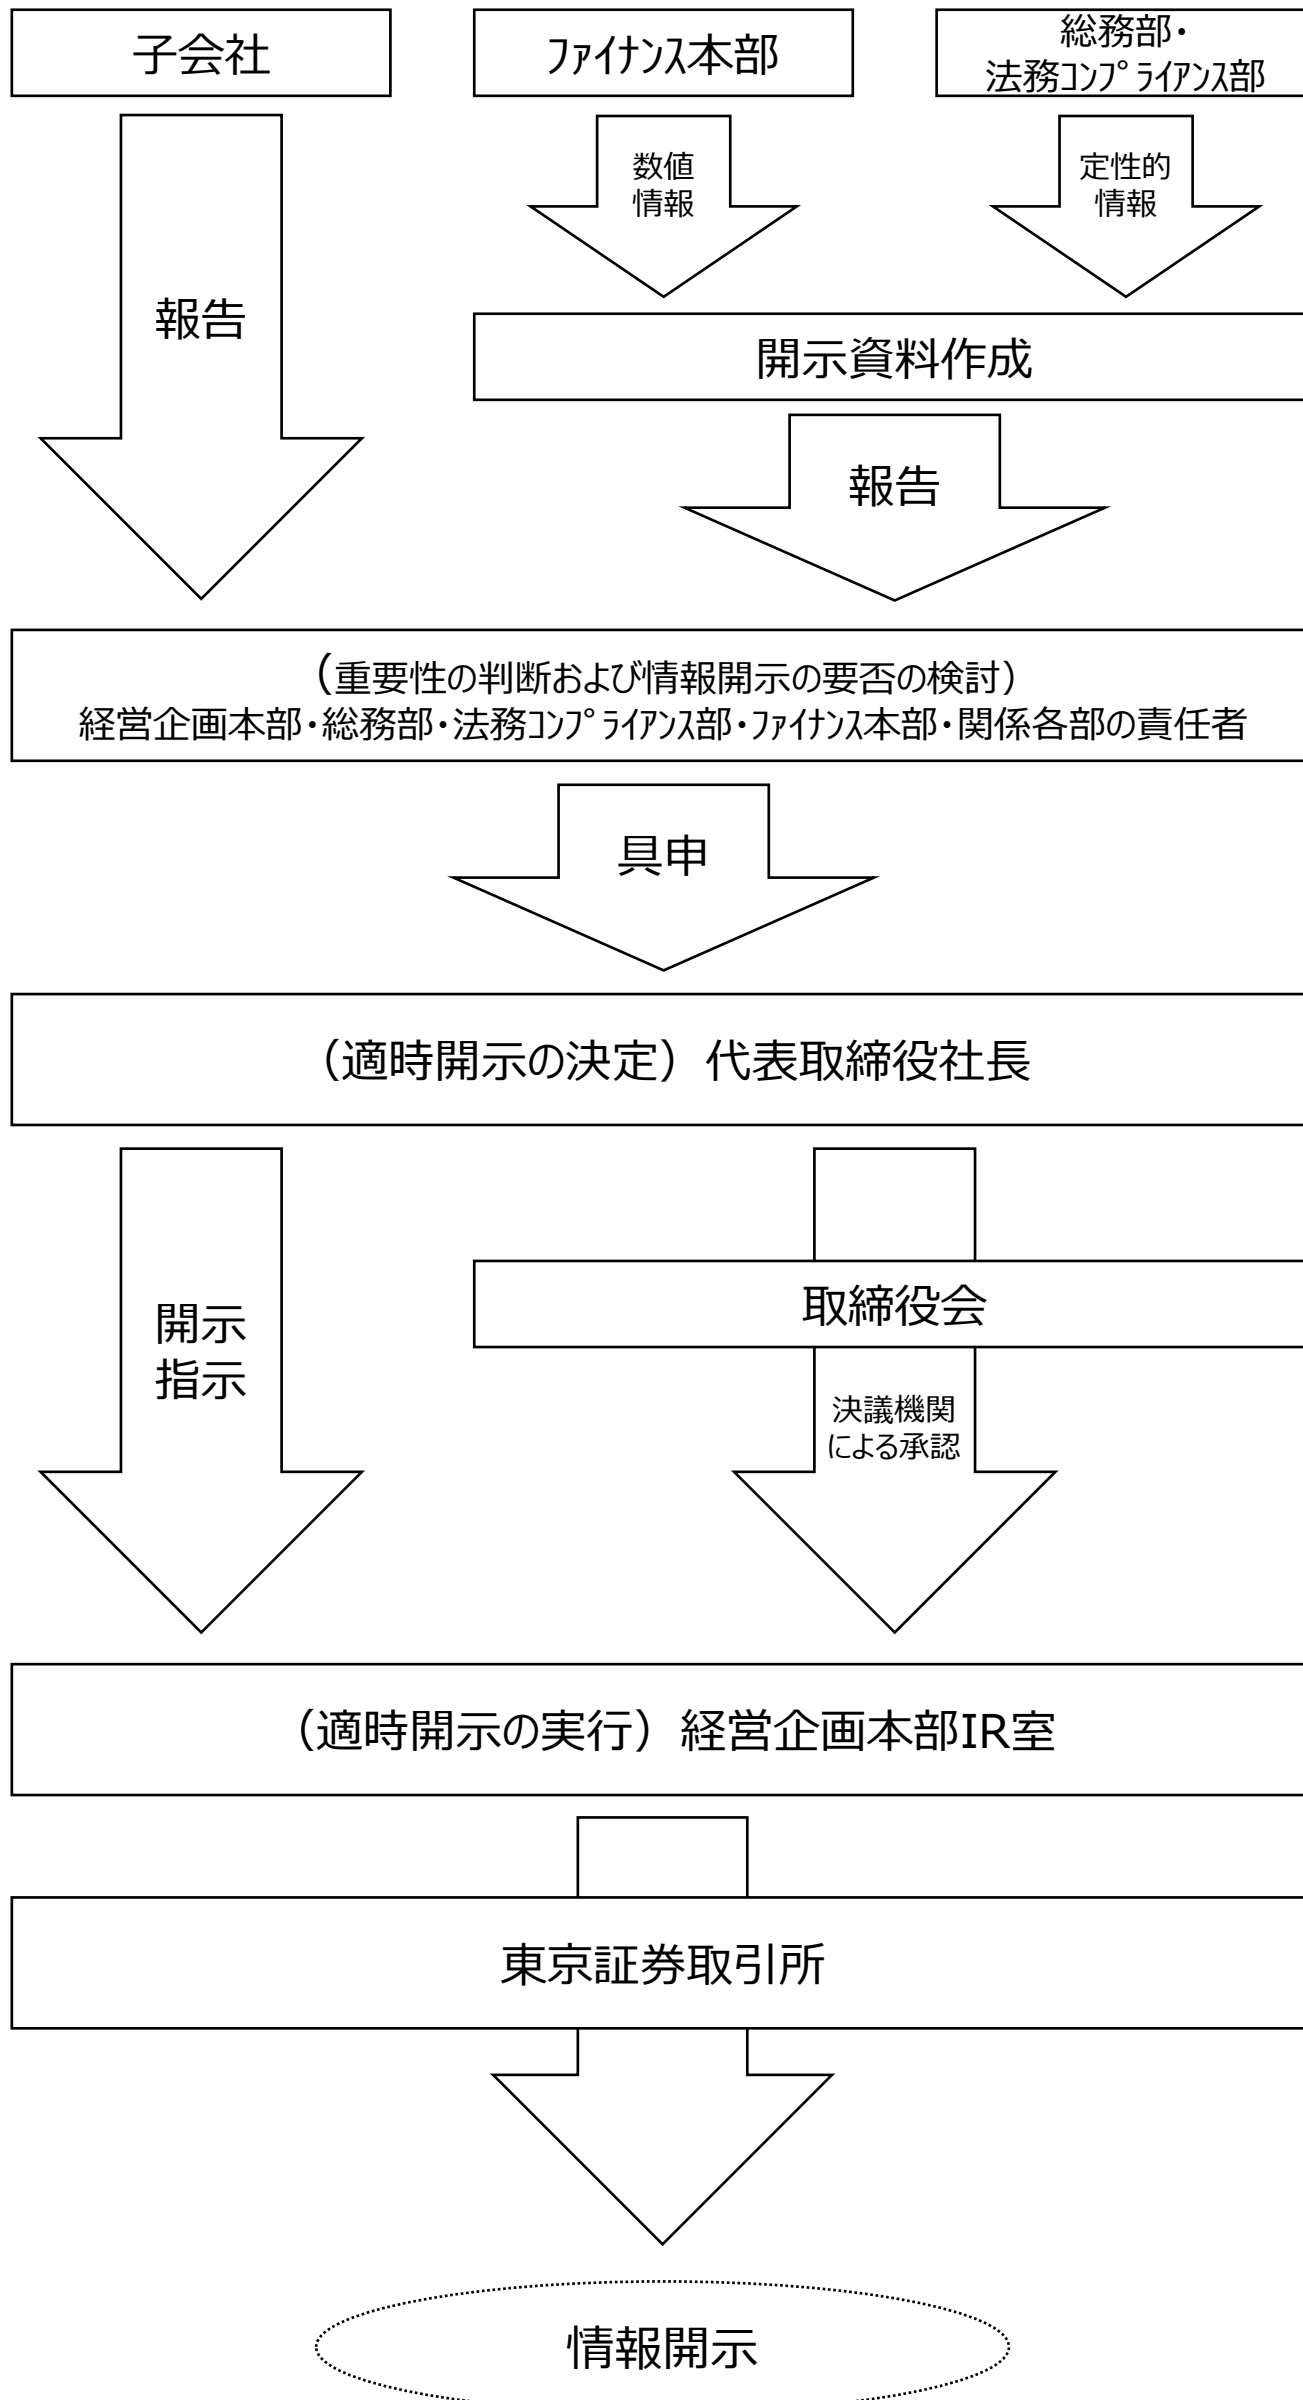 子会社
ﾌｧｲﾅﾝｽ本部
総務部・
法務ｺﾝﾌﾟﾗｲｱﾝｽ部
数値
情報
定性的
情報
報告
開示資料作成
報告
（重要性の判断および情報開示の要否の検討）
経営企画本部・総務部・法務ｺﾝﾌﾟﾗｲｱﾝｽ部・ﾌｧｲﾅﾝｽ本部・関係各部の責任者
具申
（適時開示の決定）代表取締役社長
開示
指示
取締役会
決議機関
による承認
（適時開示の実行）経営企画本部IR室
東京証券取引所
情報開示